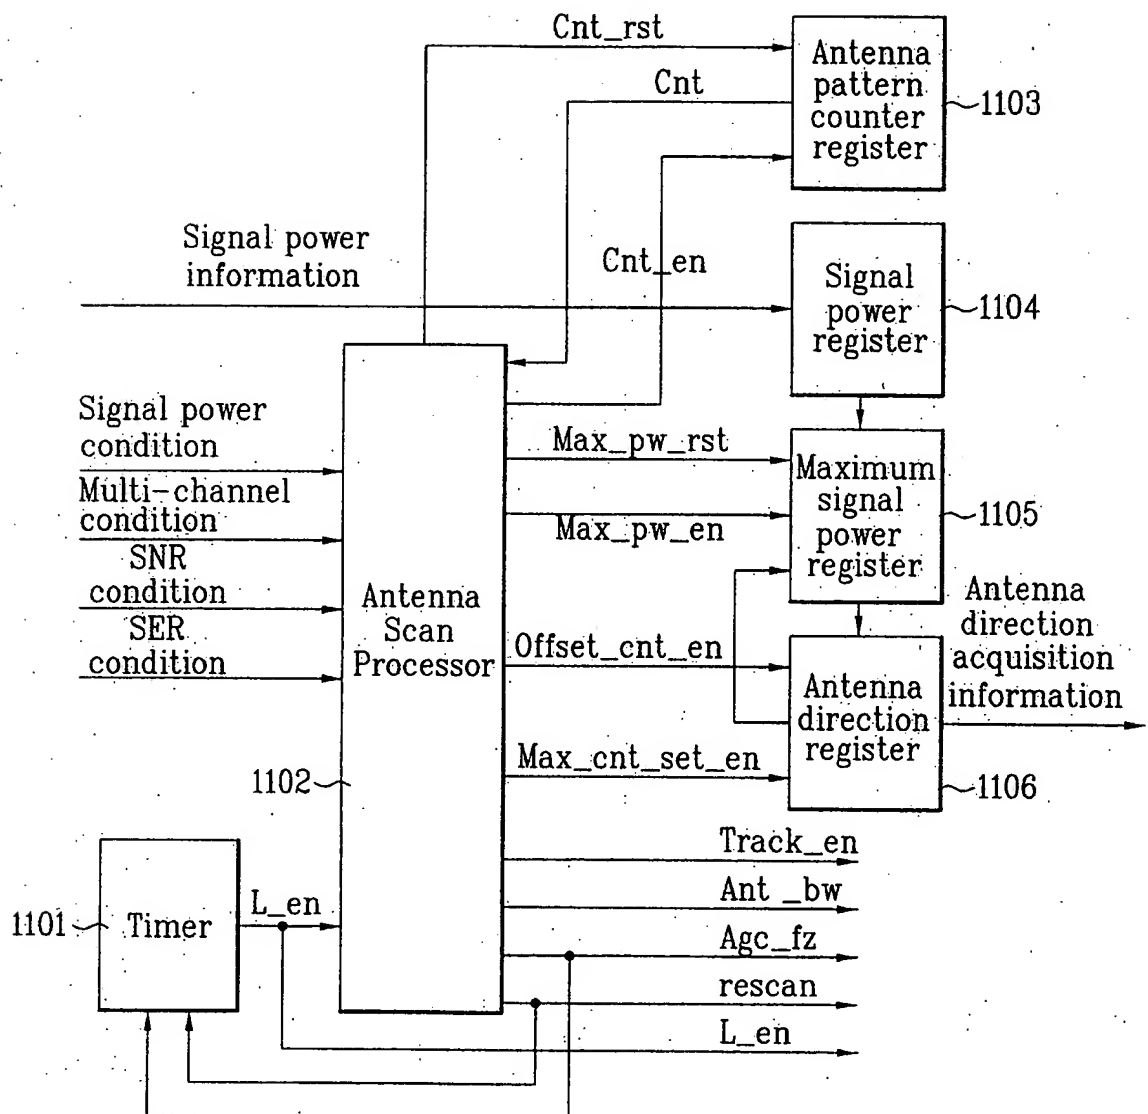 Cnt_rst
Antenna
pattern
counter
register
1103
Cnt
Signal power
information
Cnt_en
Signal
power
register
1104
Signal power
condition
Multi-channel
condition
SNR
condition
SER
condition
Max_pw_rst
Max_pw_en
Maximum
signal
power
register
1105
Antenna
Scan
Processor
1102
Offset_cnt_en
Max_cnt_set_en
Antenna
direction
register
1106
Antenna
direction
acquisition
information
Timer
1101
L_en
Track_en
Ant _bw
Agc_fz
rescan
L_en